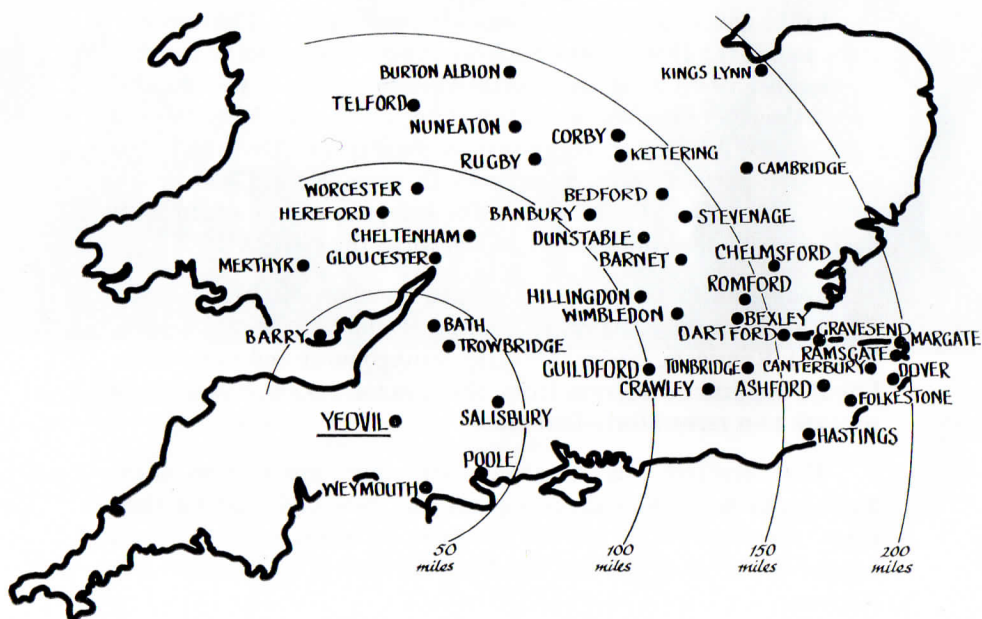 BURTON ALBION
KINGS LYNN
TELFORD
NUNEATON
CORBY
RUGBY
KETTERING
CAMBRIDGE
WORCESTER
BEDFORD
HEREFORD
BANBURY
STEVENAGE
CHELTENHAM
DUNSTABLE
MERTHYR
GLOUCESTER
BARNET
CHELMSFORD
ROMFORD
HILLINGDON
WIMBLEDON
BEXLEY
BARRY
BATH
DARTFORD
GRAVESEND
MARGATE
TROWBRIDGE
RAMSGATE
GUILDFORD
TONBRIDGE
CANTERBURY
DOVER
CRAWLEY
ASHFORD
FOLKESTONE
YEOVIL
SALISBURY
HASTINGS
POOLE
WEYMOUTH
50
miles
100
miles
150
miles
200
miles